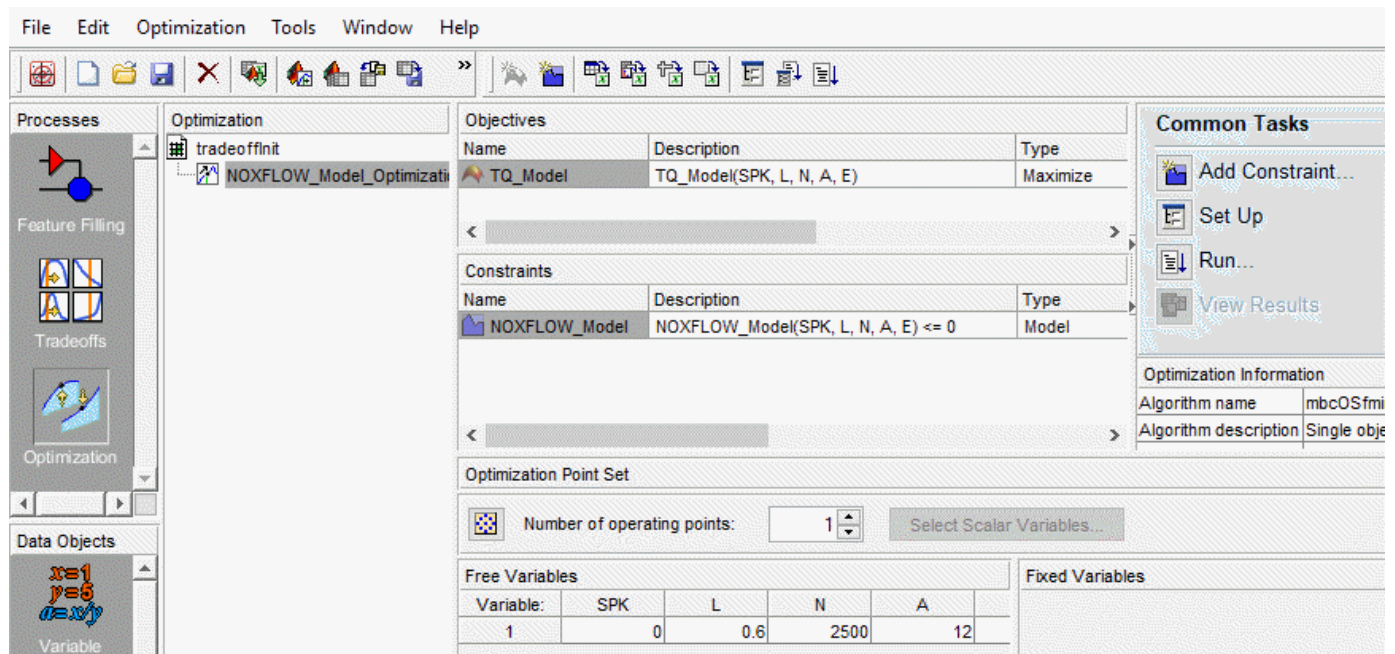 File Edit Optimization Tools Window Help
»
Processes
Feature Filling
Tradeoffs
Optimization
Data Objects
x=1
y=5
a=x/y
Variable
Optimization
tradeoffInit
NOXFLOW_Model_Optimizatio
Objectives
Name Description Type
TQ_Model TQ_Model(SPK, L, N, A, E) Maximize
Constraints
Name Description Type
NOXFLOW_Model NOXFLOW_Model(SPK, L, N, A, E) <= 0 Model
Optimization Point Set
Number of operating points: 1 Select Scalar Variables...
Free Variables
Variable: SPK L N A
1 0 0.6 2500 12
Fixed Variables
Common Tasks
Add Constraint...
Set Up
Run...
View Results
Optimization Information
Algorithm name mbcOSfmi
Algorithm description Single obje